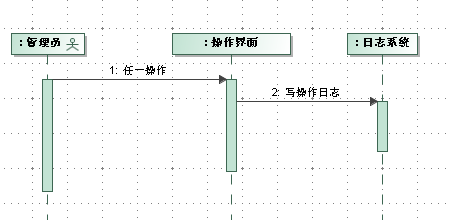 : 管理员
: 操作界面
: 日志系统
1: 任一操作
2: 写操作日志